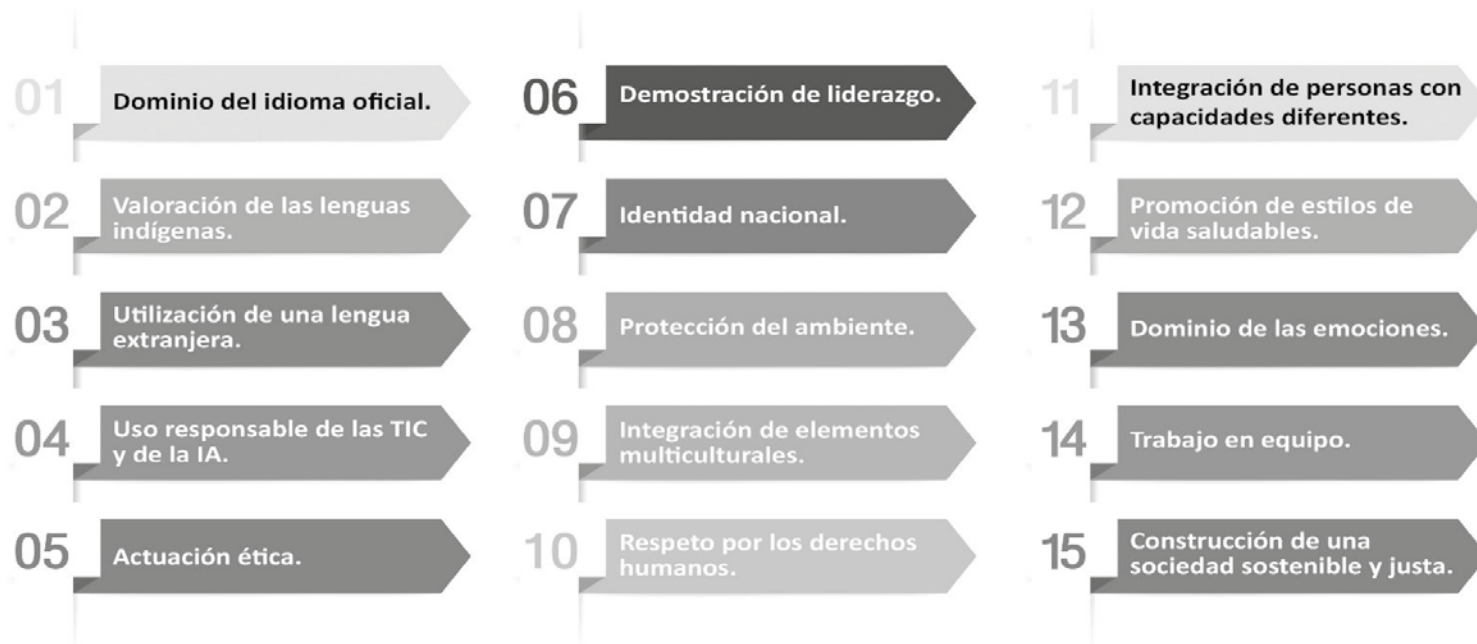 01
Dominio del idioma oficial.
02
Valoración de las lenguas
indígenas.
03
Utilización de una lengua
extranjera.
04
Uso responsable de las TIC
y de la IA.
05
Actuación ética.
06
Demostración de liderazgo.
07
Identidad nacional.
08
Protección del ambiente.
09
Integración de elementos
multiculturales.
10
Respeto por los derechos
humanos.
11
Integración de personas con
capacidades diferentes.
12
Promoción de estilos de
vida saludables.
13
Dominio de las emociones.
14
Trabajo en equipo.
15
Construcción de una
sociedad sostenible y justa.